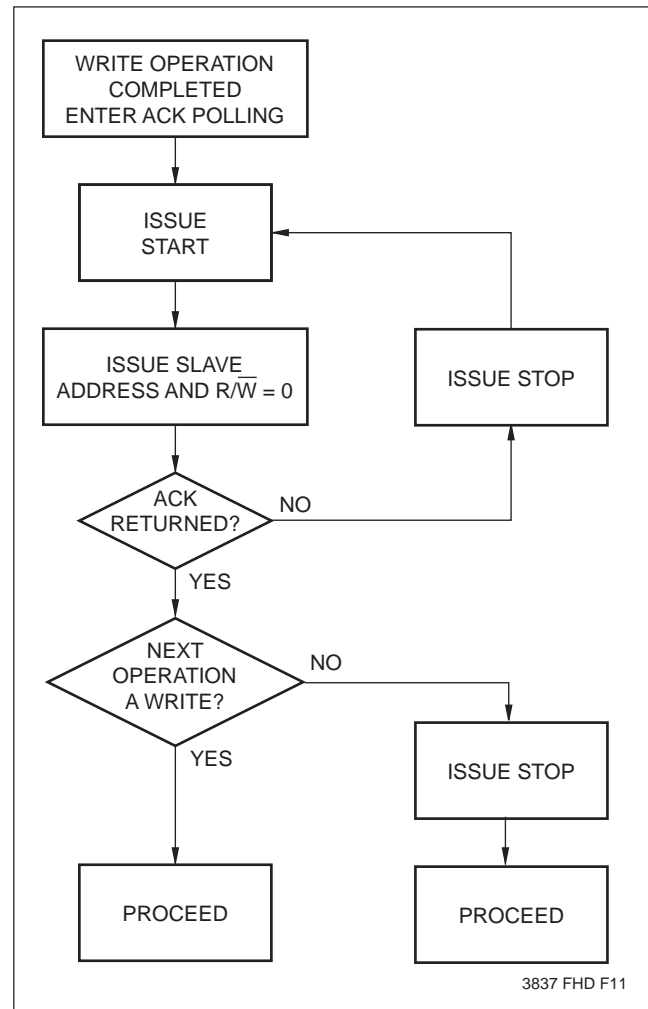 WRITE OPERATION
COMPLETED
ENTER ACK POLLING
ISSUE
START
ISSUE SLAVE
ADDRESS AND R/W̅ = 0
ISSUE STOP
ACK
RETURNED?
NO
YES
NEXT
OPERATION
A WRITE?
NO
YES
ISSUE STOP
PROCEED
PROCEED
3837 FHD F11